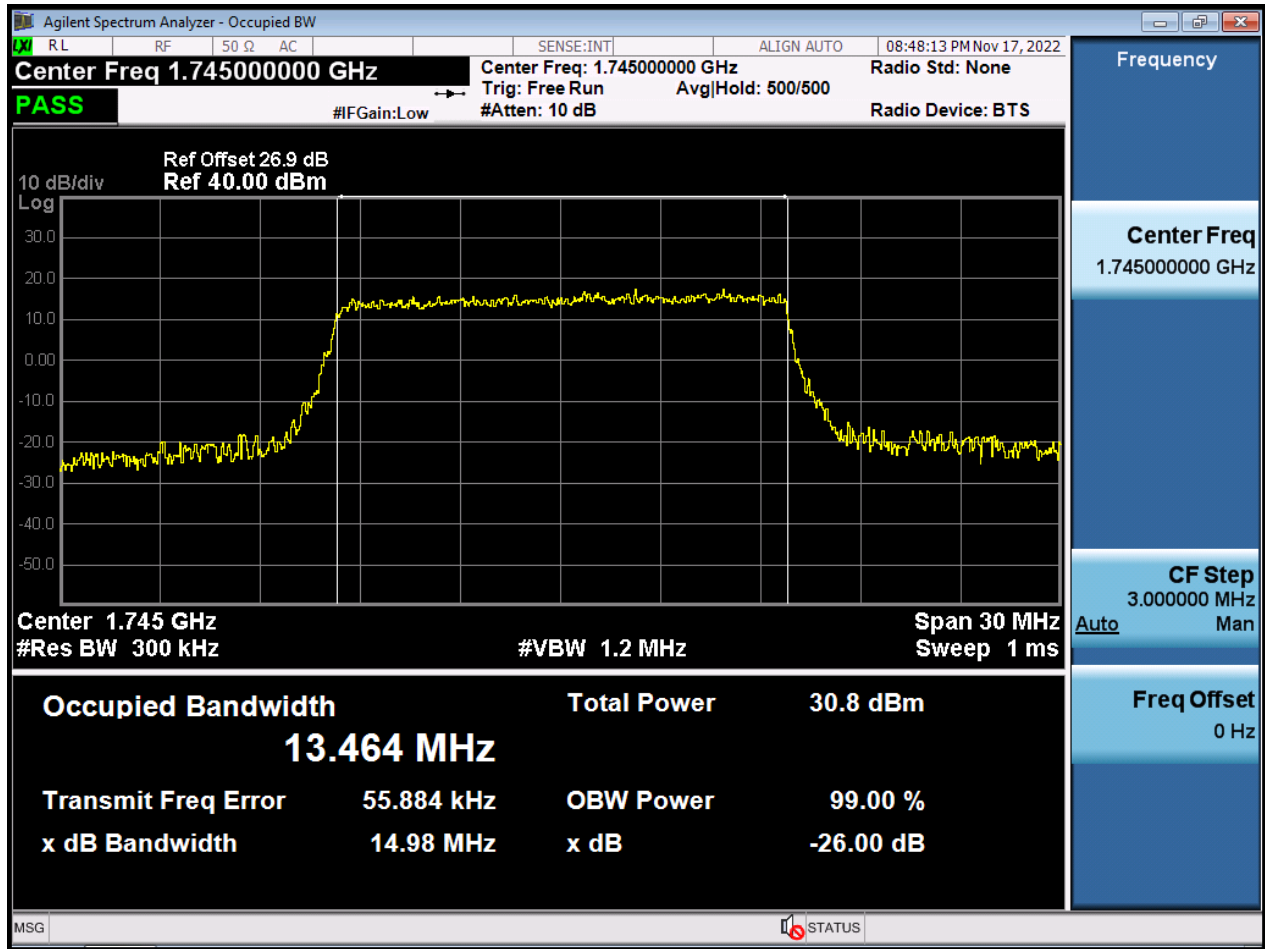 Agilent Spectrum Analyzer - Occupied BW
LXI RL RF 50 Ω AC SENSE:INT ALIGN AUTO 08:48:13 PM Nov 17, 2022
Center Freq 1.745000000 GHz
Center Freq: 1.745000000 GHz
Radio Std: None
Trig: Free Run Avg|Hold: 500/500
PASS
#IFGain:Low
#Atten: 10 dB
Radio Device: BTS
Ref Offset 26.9 dB
10 dB/div Ref 40.00 dBm
Log
30.0
20.0
10.0
0.00
-10.0
-20.0
-30.0
-40.0
-50.0
Center 1.745 GHz Span 30 MHz
#Res BW 300 kHz #VBW 1.2 MHz Sweep 1 ms
Occupied Bandwidth Total Power 30.8 dBm
13.464 MHz
Transmit Freq Error 55.884 kHz OBW Power 99.00 %
x dB Bandwidth 14.98 MHz x dB -26.00 dB
MSG STATUS
Frequency
Center Freq
1.745000000 GHz
CF Step
3.000000 MHz
Auto Man
Freq Offset
0 Hz